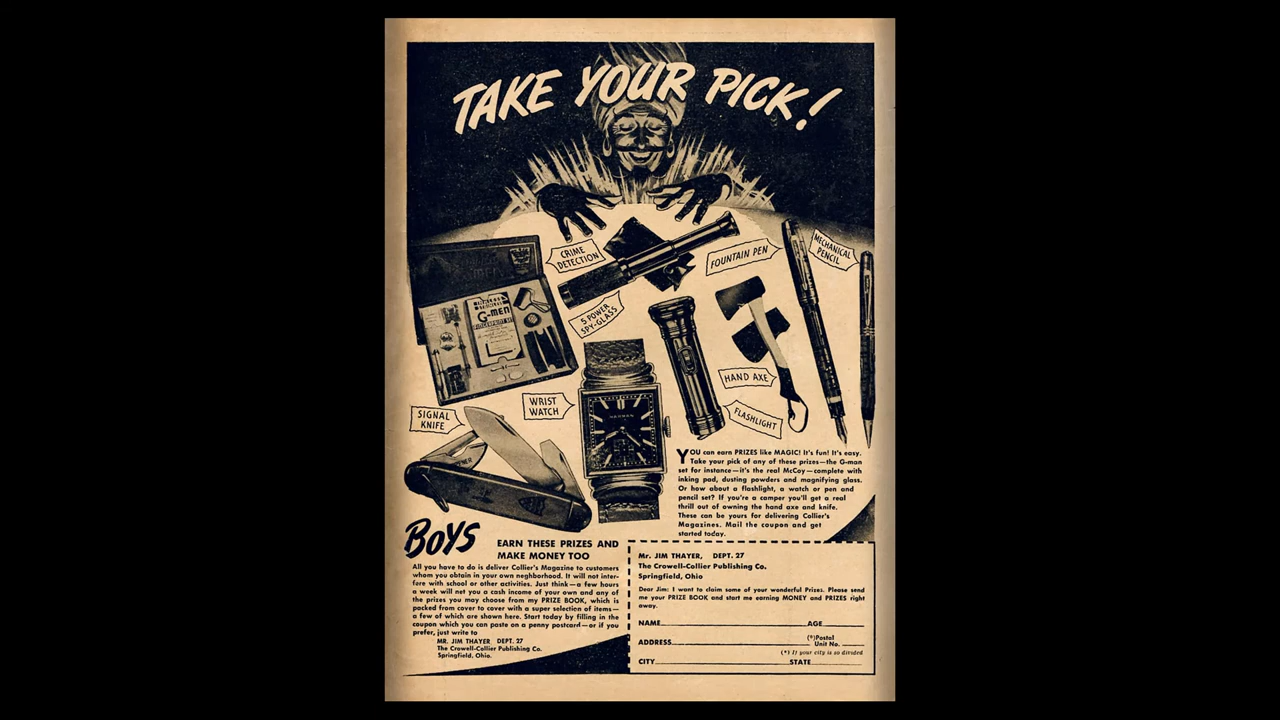 TAKE YOUR PICK!
CRIME
DETECTION
FOUNTAIN PEN
MECHANICAL
PENCIL
5 POWER
SPY-GLASS
G-MEN
FINGERPRINT SET
HAND AXE
WRIST
WATCH
FLASHLIGHT
SIGNAL
KNIFE
YOU can earn PRIZES like MAGIC! It's fun! It's easy.
Take your pick of any of these prizes—the G-man
set for instance—it's the real McCoy—complete with
inking pad, dusting powders and magnifying glass.
Or how about a flashlight, a watch or pen and
pencil set? If you're a camper you'll get a real
thrill out of owning the hand axe and knife.
These can be yours for delivering Collier's
Magazines. Mail the coupon and get
started today.
BOYS
EARN THESE PRIZES AND
MAKE MONEY TOO
All you have to do is deliver Collier's Magazine to customers
whom you obtain in your own neghborhood. It will not inter-
fere with school or other activities. Just think—a few hours
a week will net you a cash income of your own and any of
the prizes you may choose from my PRIZE BOOK, which is
packed from cover to cover with a super selection of items—
a few of which are shown here. Start today by filling in the
coupon which you can paste on a penny postcard—or if you
prefer, just write to
MR. JIM THAYER DEPT. 27
The Crowell-Collier Publishing Co.
Springfield, Ohio.
Mr. JIM THAYER, DEPT. 27
The Crowell-Collier Publishing Co.
Springfield, Ohio
Dear Jim: I want to claim some of your wonderful Prizes. Please send
me your PRIZE BOOK and start me earning MONEY and PRIZES right
away.
NAME AGE
ADDRESS (*)Postal Unit No.
(*) If your city is so divided
CITY STATE